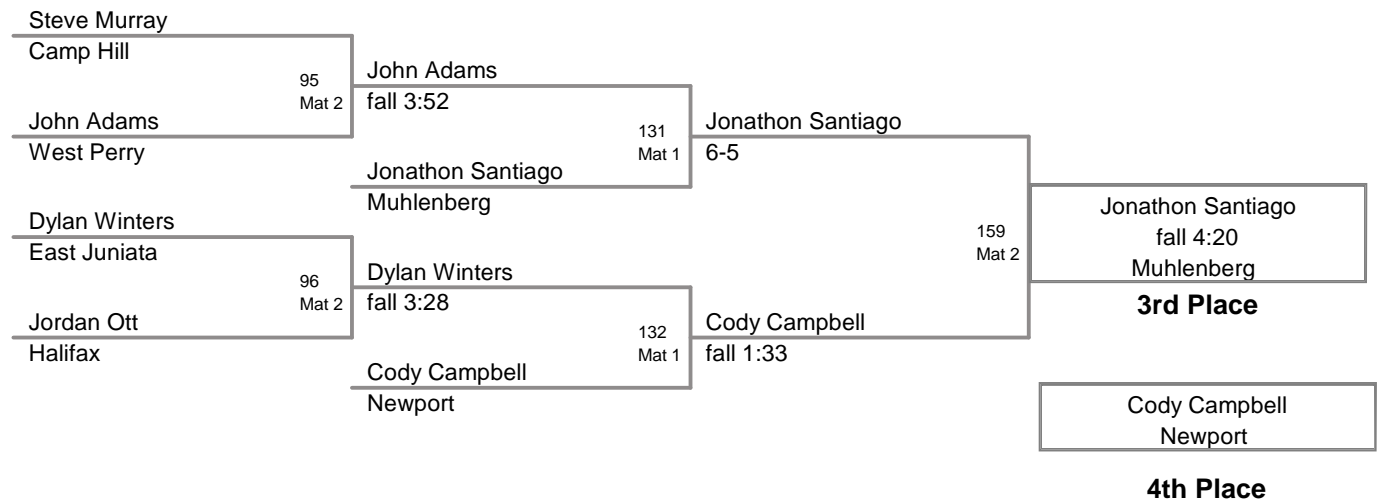 Steve Murray
Camp Hill
95
Mat 2
John Adams
West Perry
John Adams
fall 3:52
131
Mat 1
Jonathon Santiago
Muhlenberg
Jonathon Santiago
6-5
Dylan Winters
East Juniata
96
Mat 2
Jordan Ott
Halifax
Dylan Winters
fall 3:28
132
Mat 1
Cody Campbell
Newport
Cody Campbell
fall 1:33
159
Mat 2
Jonathon Santiago
fall 4:20
Muhlenberg
3rd Place
Cody Campbell
Newport
4th Place